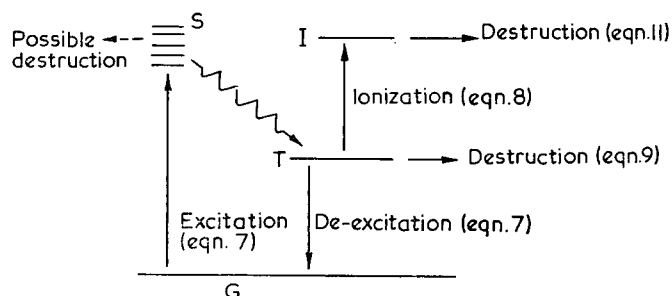 S
Possible
destruction
I
Destruction (eqn.11)
Ionization (eqn.8)
T
Destruction (eqn.9)
Excitation
(eqn. 7)
De-excitation (eqn.7)
G